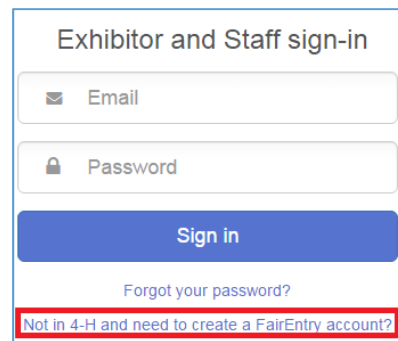 Exhibitor and Staff sign-in
Email
Password
Sign in
Forgot your password?
Not in 4-H and need to create a FairEntry account?